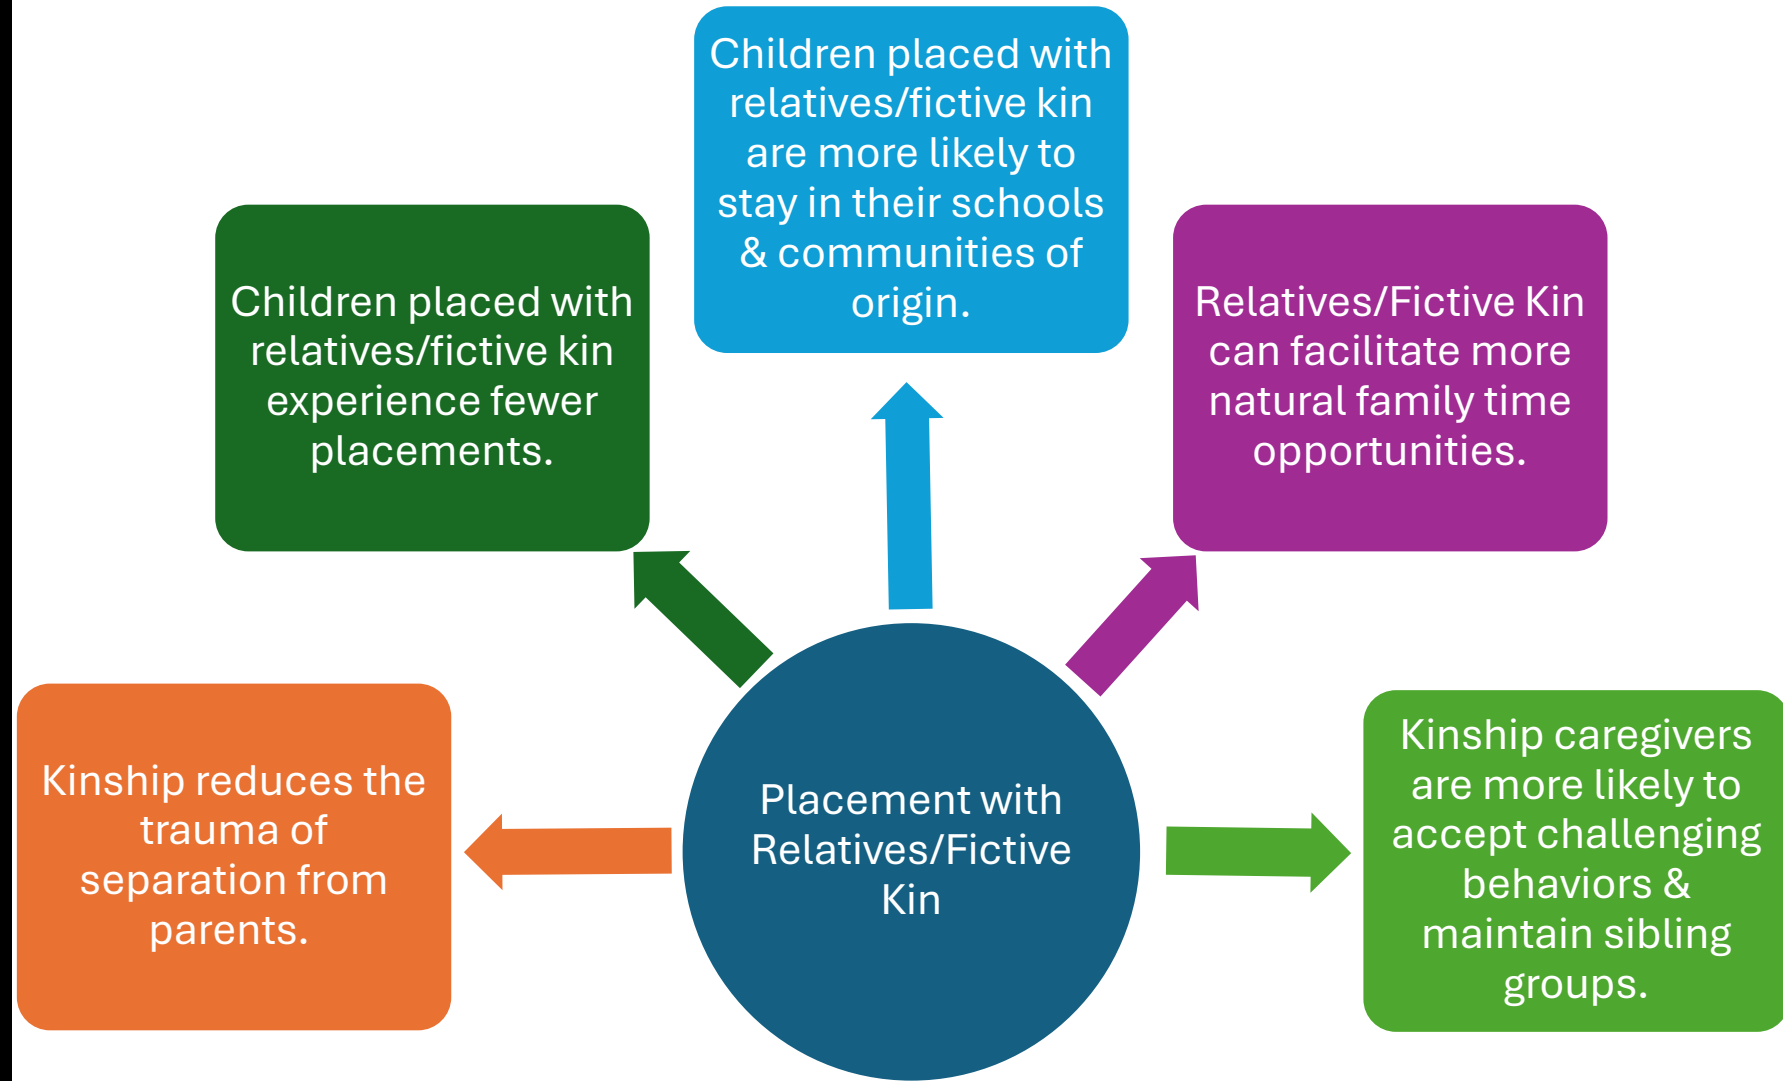 Children placed with
relatives/fictive kin
are more likely to
stay in their schools
& communities of
origin.
Children placed with
relatives/fictive kin
experience fewer
placements.
Relatives/Fictive Kin
can facilitate more
natural family time
opportunities.
Kinship reduces the
trauma of
separation from
parents.
Placement with
Relatives/Fictive
Kin
Kinship caregivers
are more likely to
accept challenging
behaviors &
maintain sibling
groups.